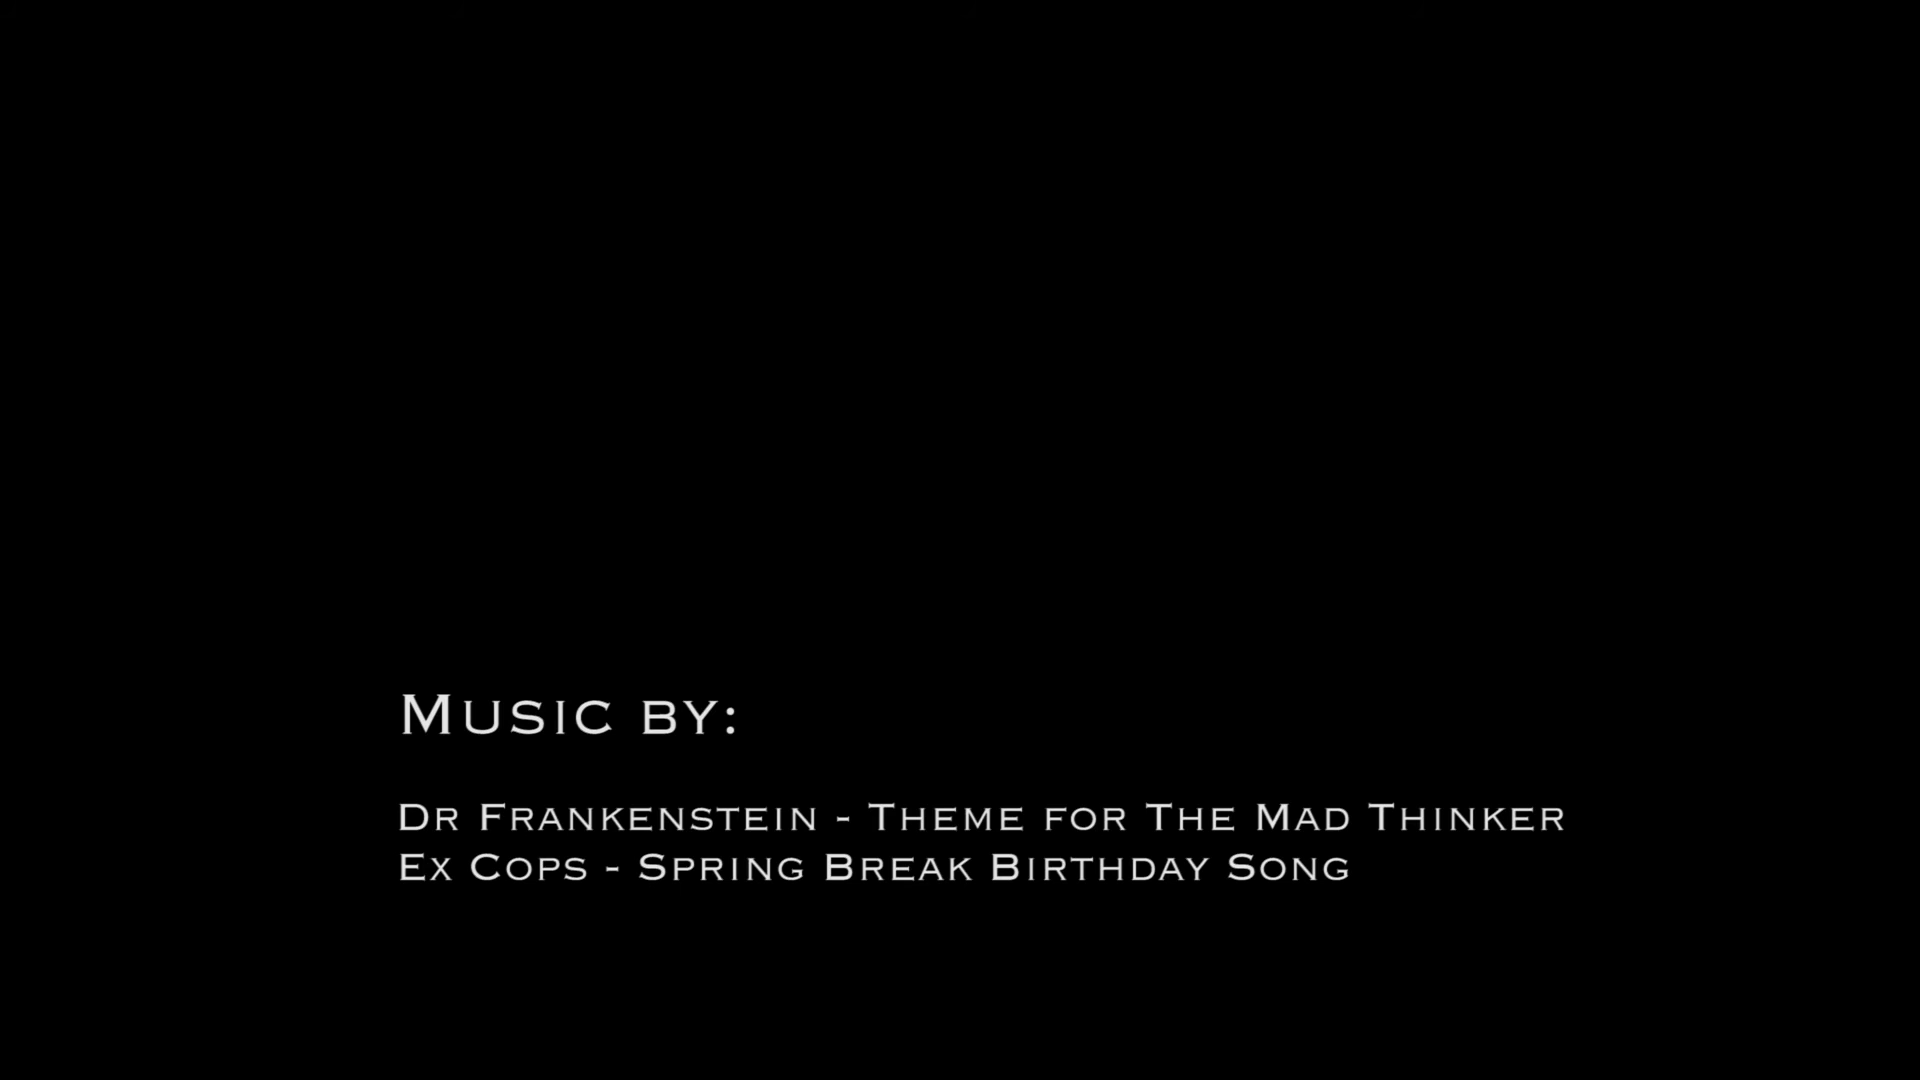 Music by:
Dr Frankenstein - Theme for The Mad Thinker
Ex Cops - Spring Break Birthday Song